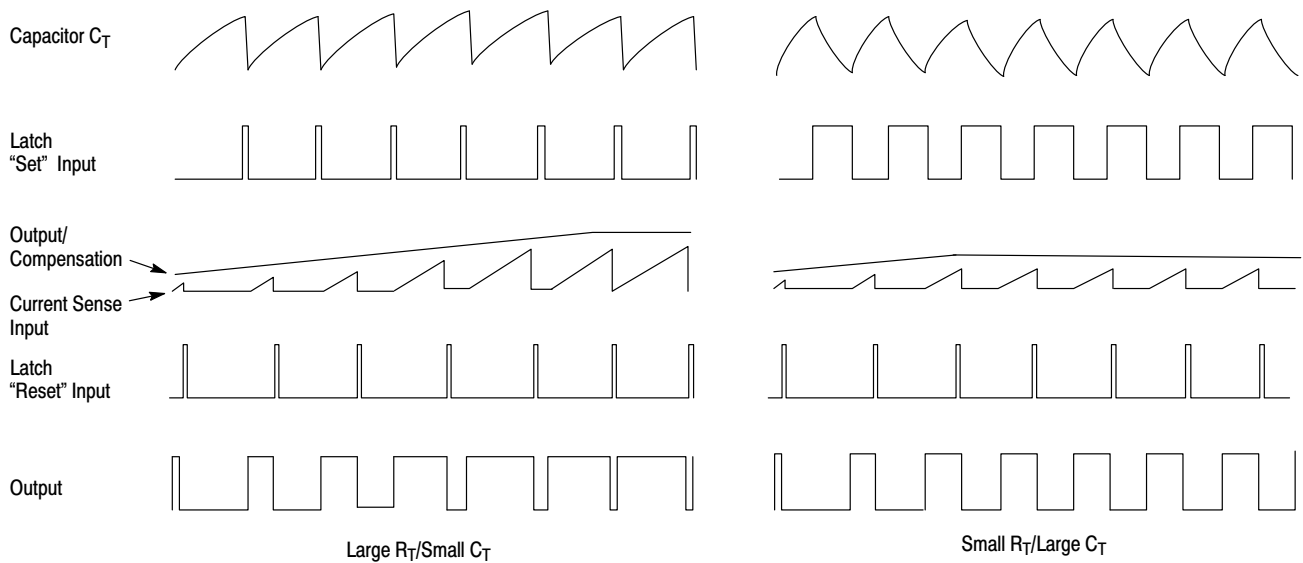 Capacitor C_T
Latch
“Set” Input
Output/
Compensation
Current Sense
Input
Latch
“Reset” Input
Output
Large R_T/Small C_T
Small R_T/Large C_T